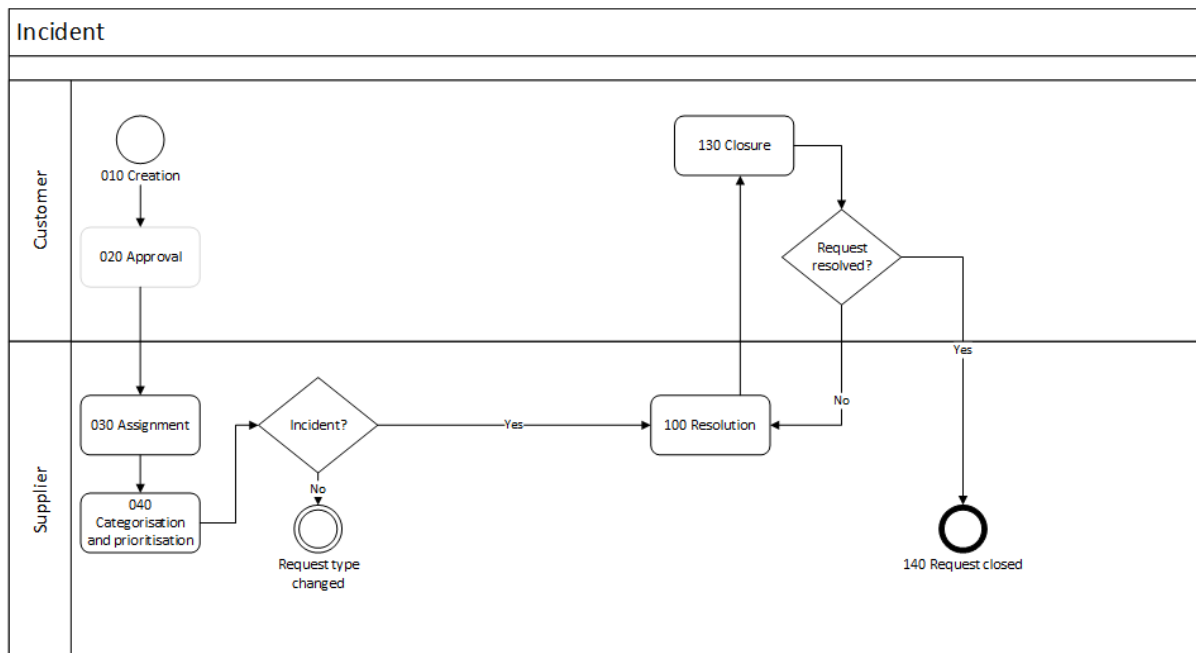 Incident
Customer
010 Creation
020 Approval
130 Closure
Request
resolved?
Yes
No
Supplier
030 Assignment
040
Categorisation
and prioritisation
Incident?
Yes
No
Request type
changed
100 Resolution
140 Request closed